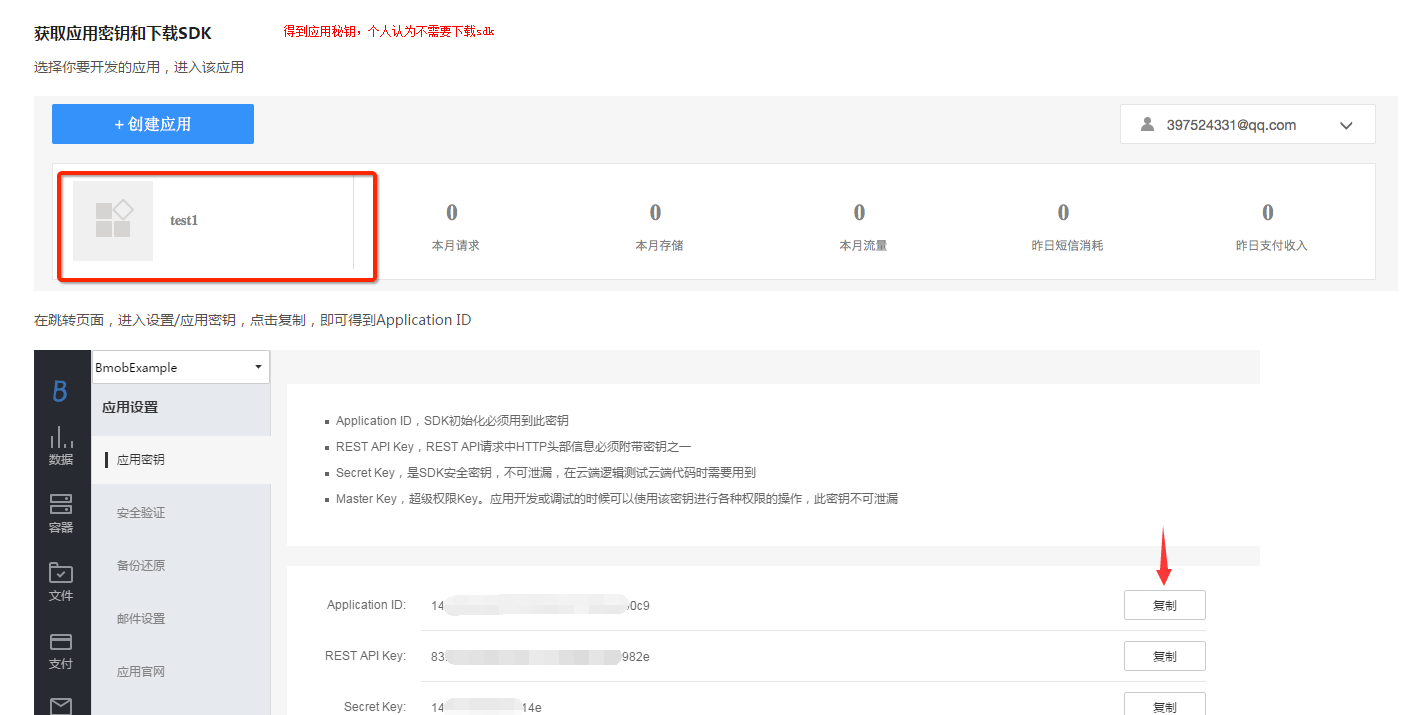 获取应用密钥和下载SDK
得到应用秘钥，个人认为不需要下载sdk
选择你要开发的应用，进入该应用
+ 创建应用
397524331@qq.com
test1
0
0
0
0
0
本月请求
本月存储
本月流量
昨日短信消耗
昨日支付收入
在跳转页面，进入设置/应用密钥，点击复制，即可得到Application ID
BmobExample
B
应用设置
数据
应用密钥
容器
安全验证
文件
备份还原
支付
邮件设置
应用官网
Application ID，SDK初始化必须用到此密钥
REST API Key，REST API请求中HTTP头部信息必须附带密钥之一
Secret Key，是SDK安全密钥，不可泄漏，在云端逻辑测试云端代码时需要用到
Master Key，超级权限Key。应用开发或调试的时候可以使用该密钥进行各种权限的操作，此密钥不可泄漏
Application ID: 14 0c9 复制
REST API Key: 83 982e 复制
Secret Key: 14 14e 复制